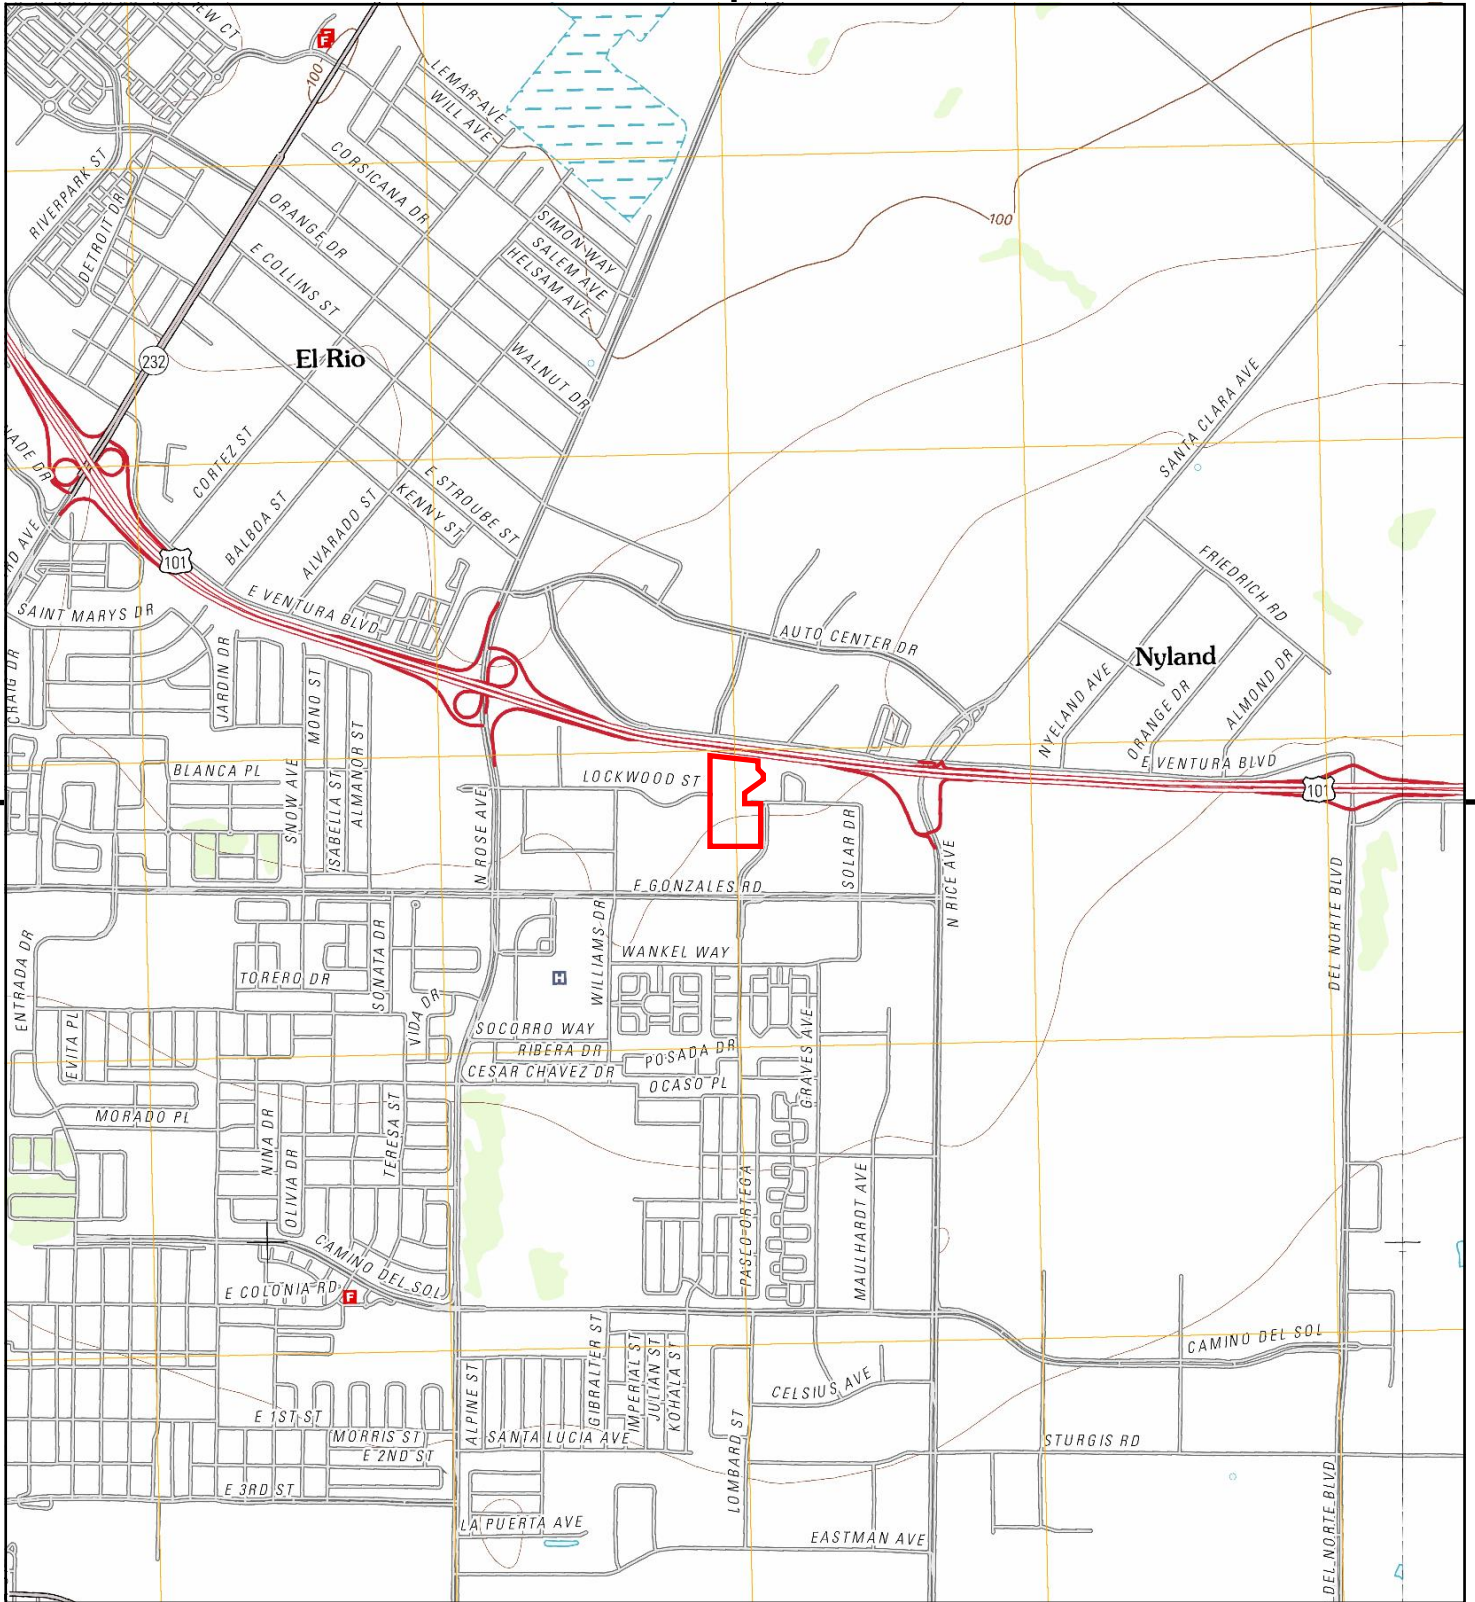 EW CT
F
100
LEMAR AVE
WILL AVE
CORSICANA DR
RIVERPARK ST
DETROIT DR
ORANGE DR
E COLLINS ST
SIMON WAY
SALEM AVE
HELSAM AVE
100
232
El Rio
WALNUT DR
SANTA CLARA AVE
NADE DR
CORTEZ ST
BALBOA ST
ALVARADO ST
E STROUBE ST
KENNY ST
RD AVE
101
FRIEDRICH RD
SAINT MARYS DR
E VENTURA BLVD
AUTO CENTER DR
Nyland
CRAIG DR
JARDIN DR
MONO ST
ALMANOR ST
NYELAND AVE
ORANGE DR
ALMOND DR
BLANCA PL
SNOW AVE
ISABELLA ST
LOCKWOOD ST
E VENTURA BLVD
101
N ROSE AVE
SOLAR DR
N RICE AVE
E GONZALES RD
DEL NORTE BLVD
ENTRADA DR
SONATA DR
WILLIAMS DR
WANKEL WAY
TORERO DR
H
EVITA PL
VIDA DR
SOCORRO WAY
RIBERA DR
POSADA DR
GRAVES AVE
CESAR CHAVEZ DR
OCASO PL
MORADO PL
NINA DR
TERESA ST
OLIVIA DR
PASEO ORTEGA
MAULHARDT AVE
CAMINO DEL SOL
E COLONIA RD
F
CAMINO DEL SOL
ALPINE ST
GIBRALTER ST
IMPERIAL ST
JULIAN ST
KOHALA ST
CELSIUS AVE
E 1ST ST
MORRIS ST
SANTA LUCIA AVE
LOMBARD ST
STURGIS RD
E 2ND ST
E 3RD ST
DEL NORTE BLVD
LA PUERTA AVE
EASTMAN AVE